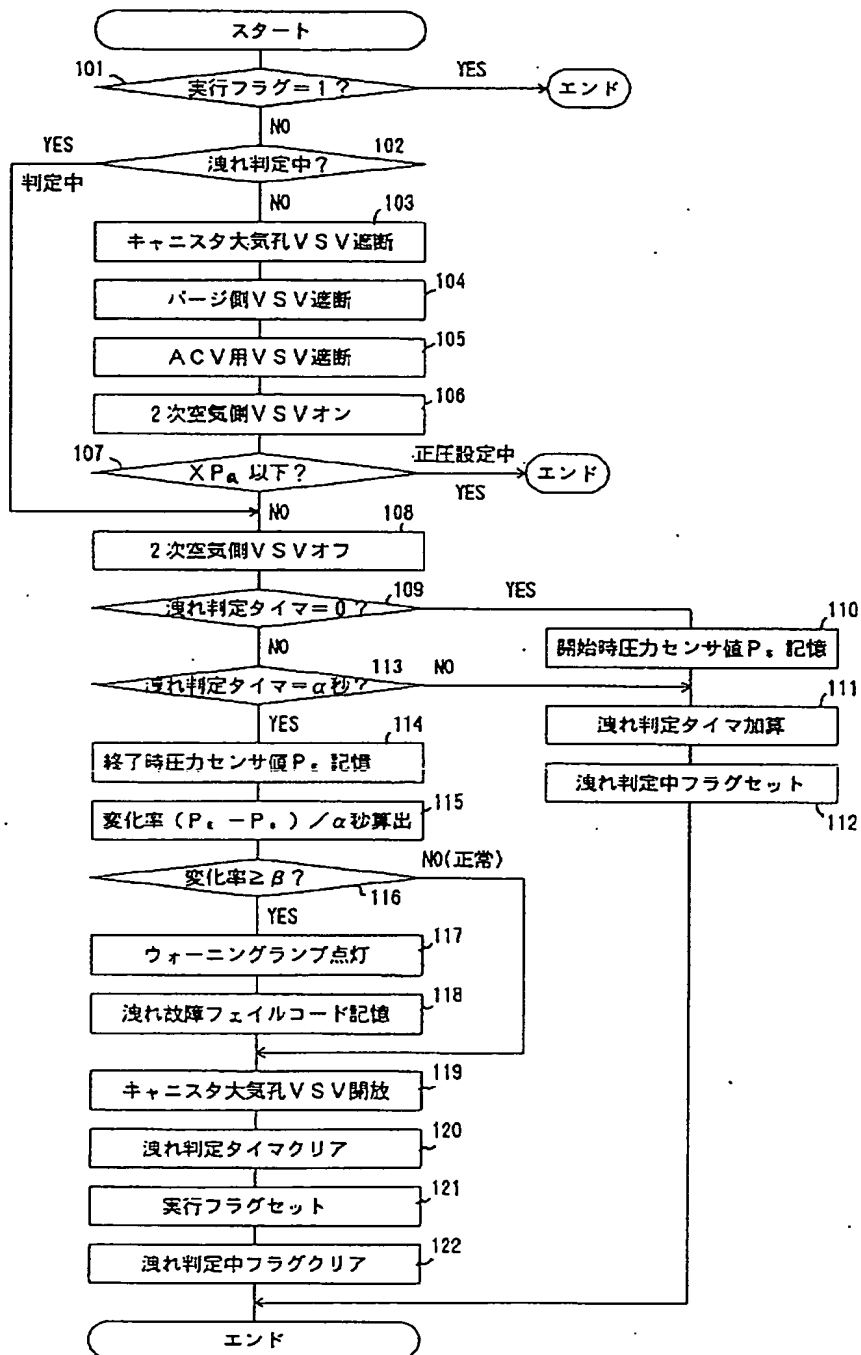 スタート
101
実行フラグ=1?
YES
エンド
NO
YES
102
洩れ判定中?
判定中
NO
103
キャニスタ大気孔VSV遮断
104
パージ側VSV遮断
105
ACV用VSV遮断
106
2次空気側VSVオン
107
XPa 以下?
正圧設定中
YES
エンド
NO
108
2次空気側VSVオフ
109
洩れ判定タイマ=0?
YES
110
開始時圧力センサ値P 記憶
NO
113
洩れ判定タイマ=α秒?
NO
111
洩れ判定タイマ加算
YES
114
終了時圧力センサ値P 記憶
洩れ判定中フラグセット
112
115
変化率(P -P )/α秒算出
NO(正常)
変化率≥β?
116
YES
117
ウォーニングランプ点灯
118
洩れ故障フェイルコード記憶
119
キャニスタ大気孔VSV開放
120
洩れ判定タイマクリア
121
実行フラグセット
122
洩れ判定中フラグクリア
エンド